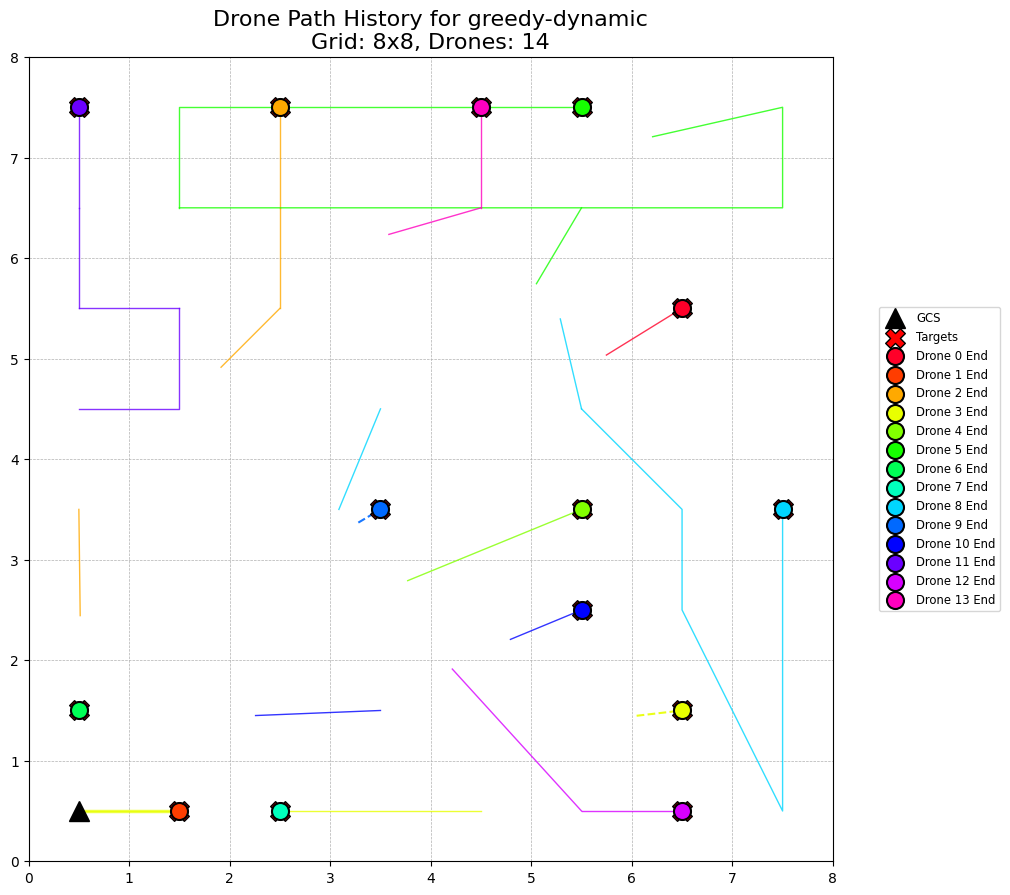 Drone Path History for greedy-dynamic
Grid: 8x8, Drones: 14
8
7
6
5
4
3
2
1
0
0 1 2 3 4 5 6 7 8
GCS
Targets
Drone 0 End
Drone 1 End
Drone 2 End
Drone 3 End
Drone 4 End
Drone 5 End
Drone 6 End
Drone 7 End
Drone 8 End
Drone 9 End
Drone 10 End
Drone 11 End
Drone 12 End
Drone 13 End